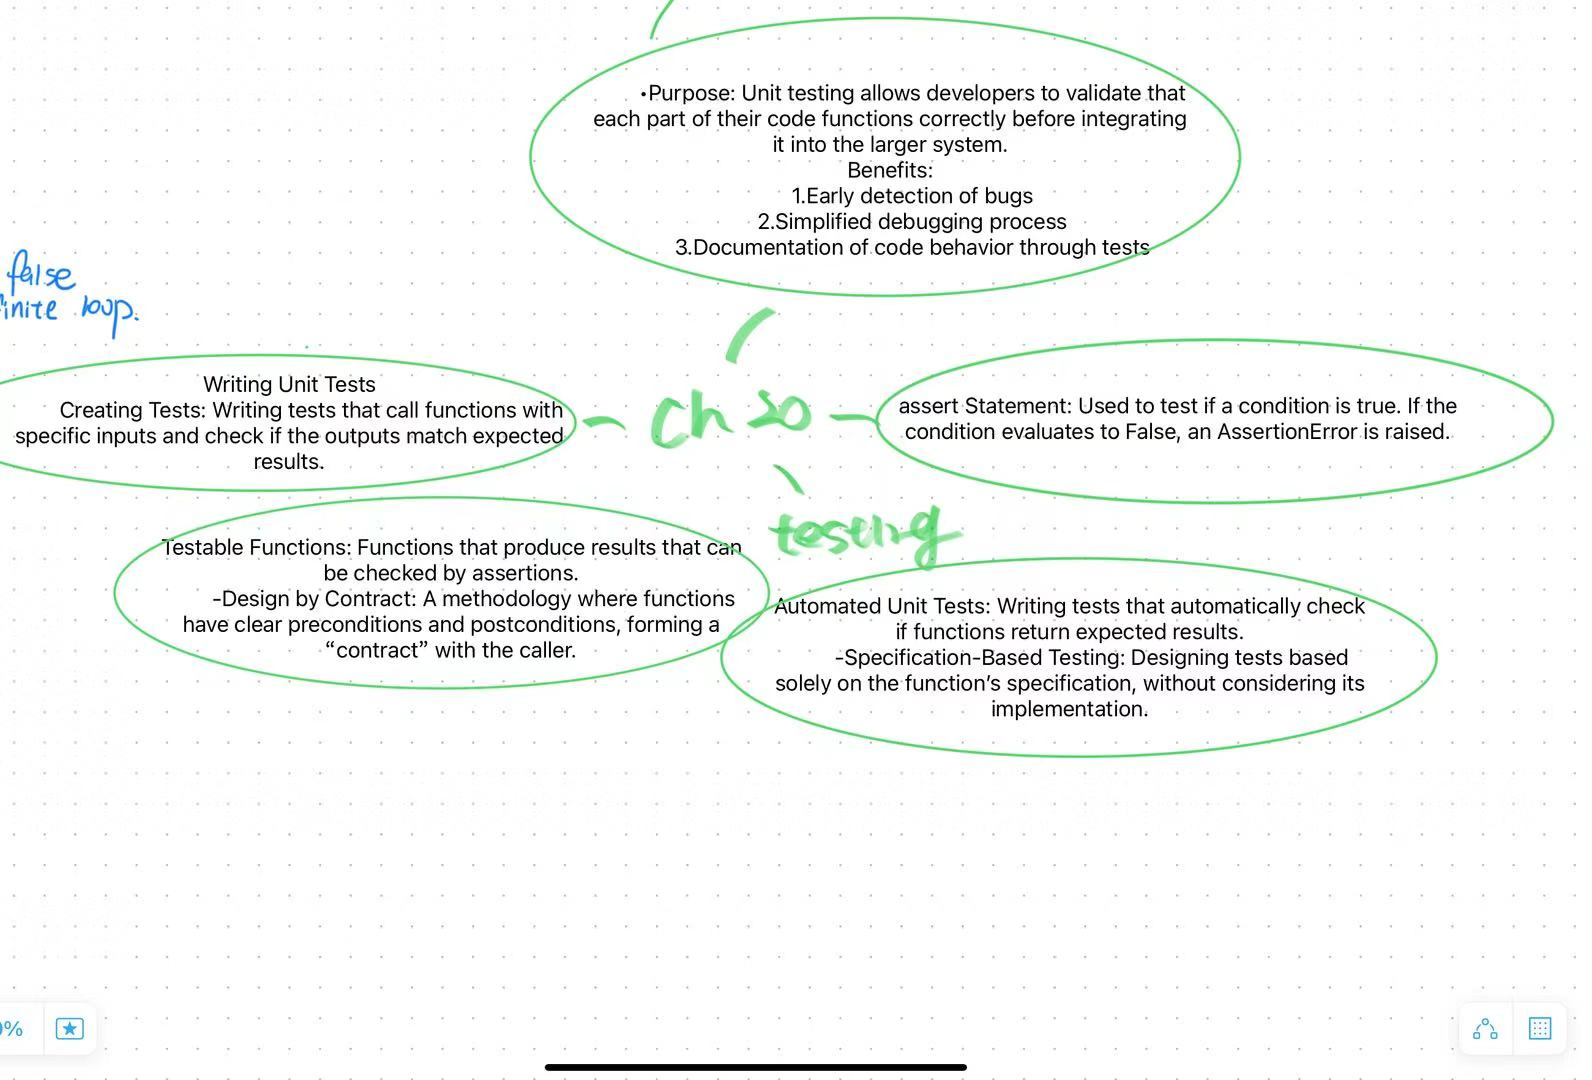 •Purpose: Unit testing allows developers to validate that
each part of their code functions correctly before integrating
it into the larger system.
Benefits:
1.Early detection of bugs
2.Simplified debugging process
3.Documentation of code behavior through tests
false
finite loop.
Writing Unit Tests
Creating Tests: Writing tests that call functions with
specific inputs and check if the outputs match expected
results.
Ch 20
assert Statement: Used to test if a condition is true. If the
condition evaluates to False, an AssertionError is raised.
testing
Testable Functions: Functions that produce results that can
be checked by assertions.
-Design by Contract: A methodology where functions
have clear preconditions and postconditions, forming a
“contract” with the caller.
Automated Unit Tests: Writing tests that automatically check
if functions return expected results.
-Specification-Based Testing: Designing tests based
solely on the function’s specification, without considering its
implementation.
%